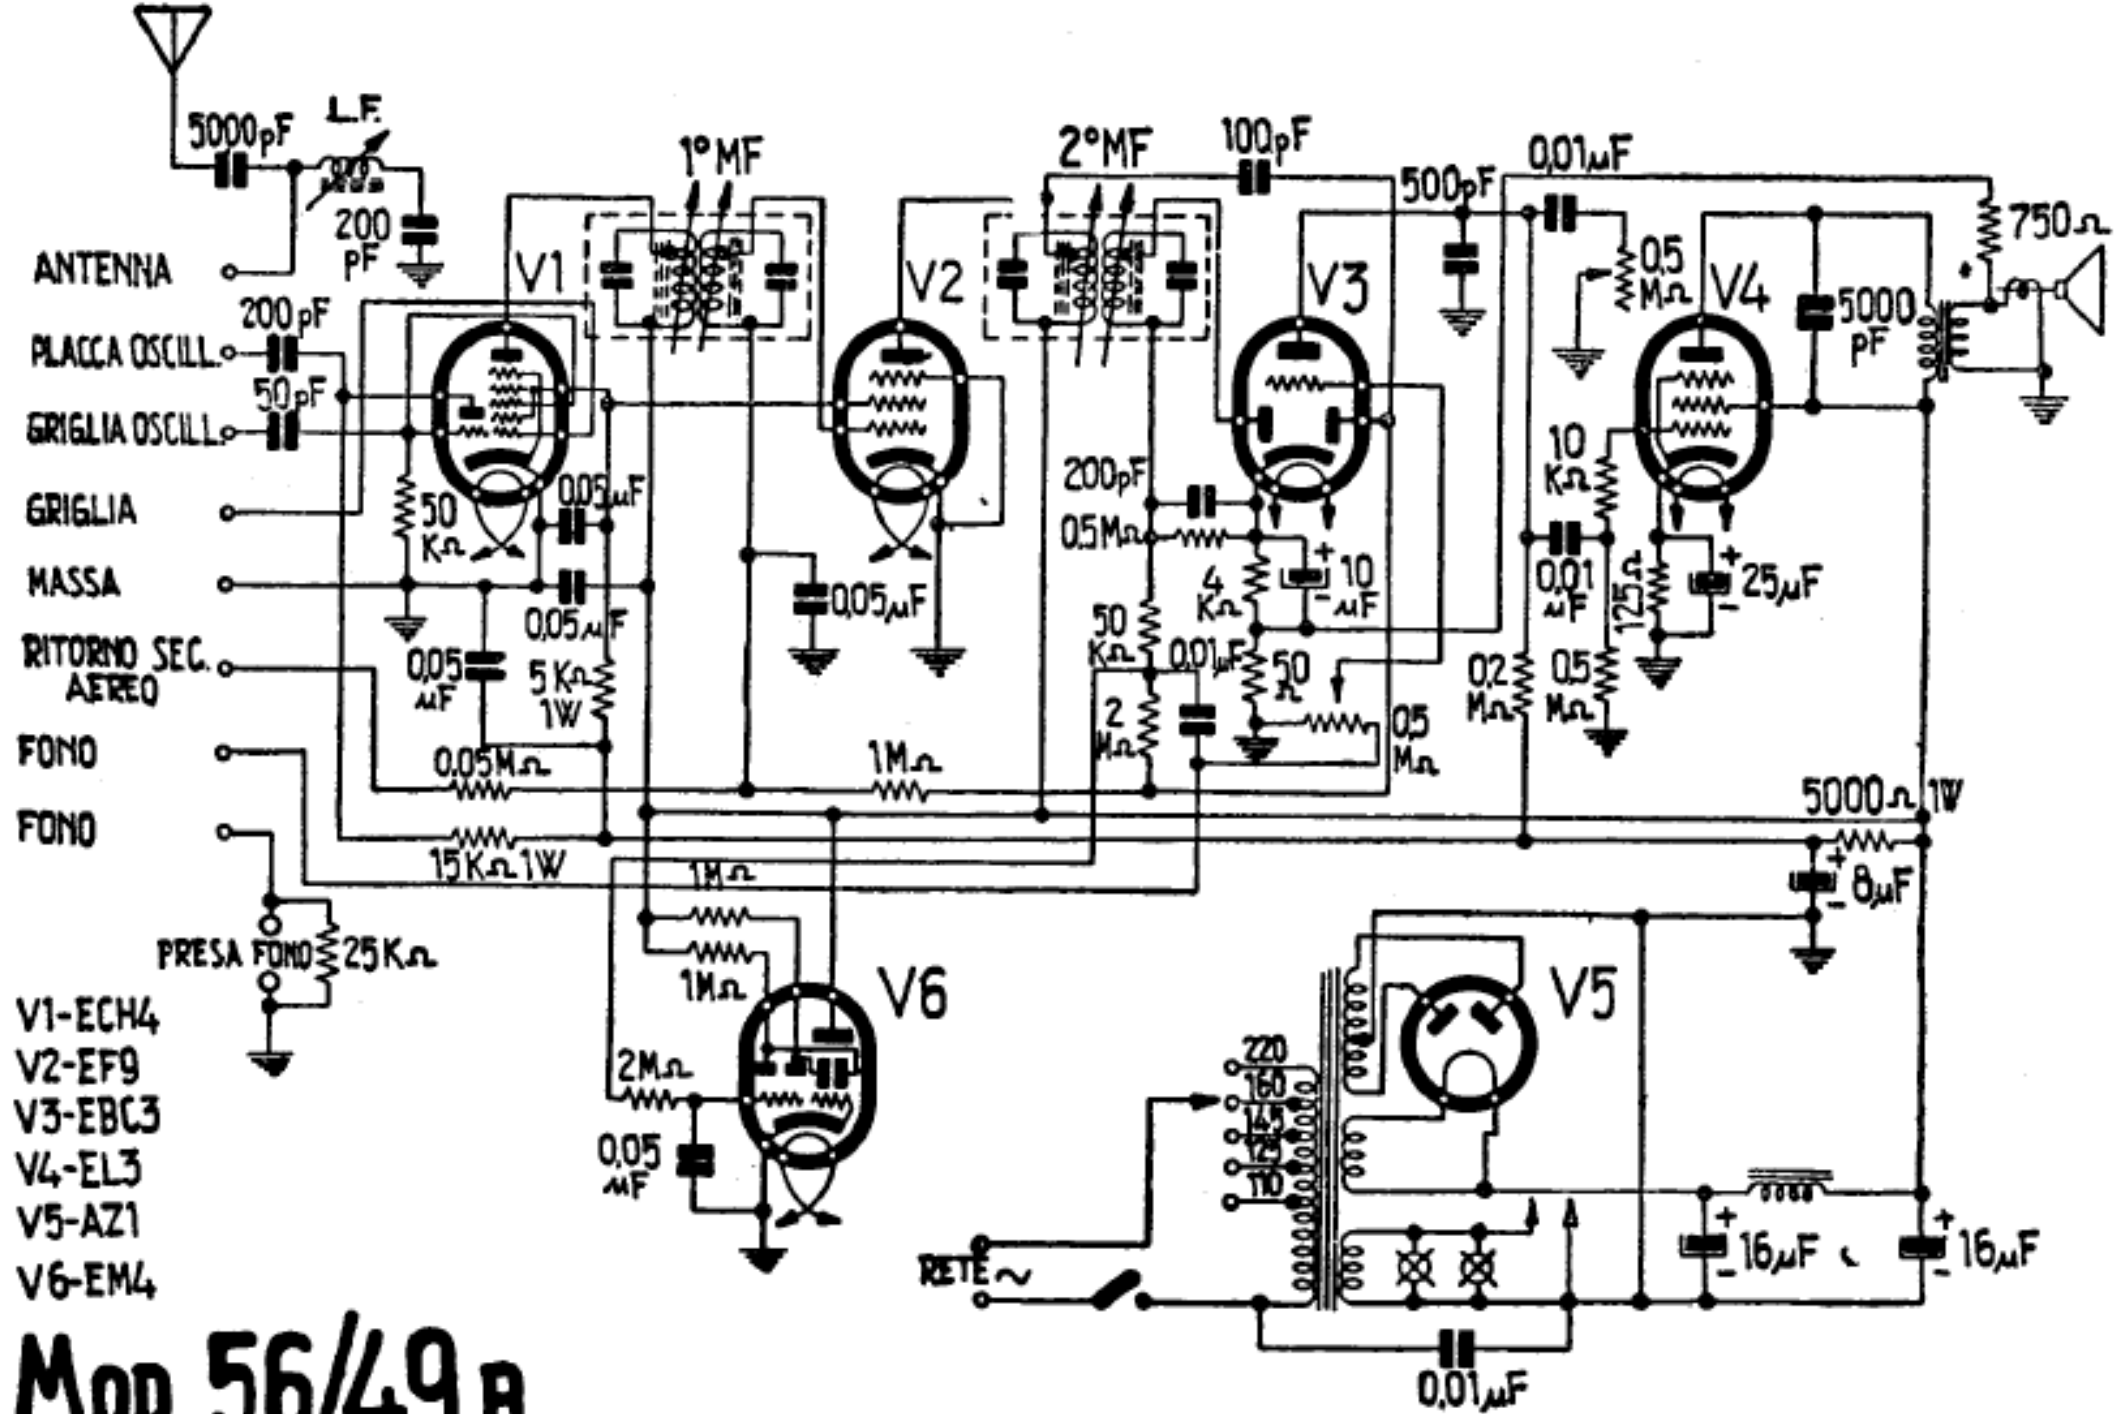 5000pF
L.F.
200
pF
1°MF
2°MF
100pF
500pF
0,01µF
750Ω
ANTENNA
V1
V2
V3
0,5
MΩ
V4
5000
pF
200pF
PLACCA OSCILL.
50pF
GRIGLIA OSCILL.
GRIGLIA
50
KΩ
0,05µF
200pF
0,5MΩ
10
KΩ
MASSA
0,05µF
0,05µF
4
KΩ
+
10
µF
-
0,01
µF
125Ω
+
25µF
-
RITORNO SEC.
AEREO
0,05
µF
5KΩ
1W
50
KΩ
0,01µF
50
Ω
0,2
MΩ
0,5
MΩ
2
MΩ
0,5
MΩ
FONO
0.05MΩ
1MΩ
5000Ω 1W
FONO
15KΩ1W
1MΩ
+
8µF
-
PRESA FONO
25KΩ
1MΩ
V6
V5
V1-ECH4
V2-EF9
V3-EBC3
V4-EL3
V5-AZ1
V6-EM4
2MΩ
0,05
µF
220
160
145
125
110
RETE ~
+
16µF
-
+
16µF
-
0,01µF
MOD 56/49B